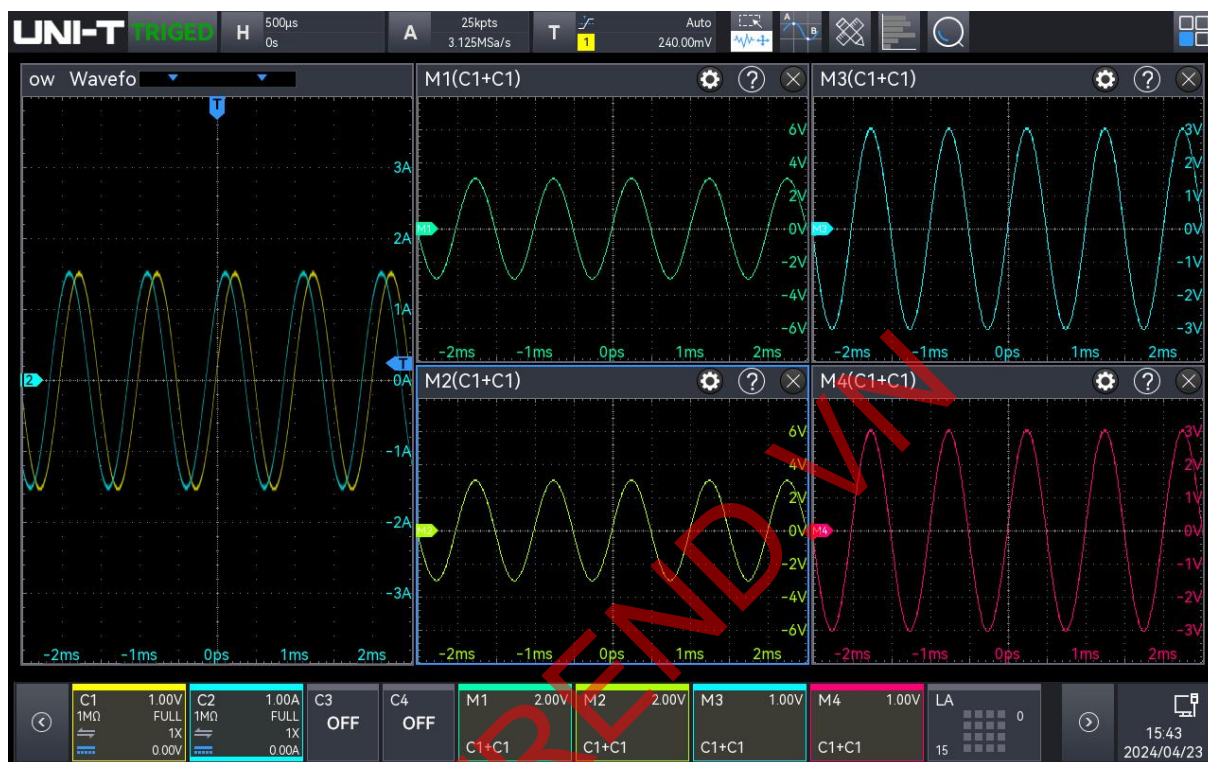 UNI-T TRIGED H 500µs A 25kpts T Auto
0s 3.125MSa/s 1 240.00mV A B
ow Wavefo
T
3A
2A
1A
T
0A
-1A
-2A
-3A
2
-2ms -1ms 0ps 1ms 2ms
M1(C1+C1) ?
6V
4V
2V
0V
-2V
-4V
-6V
M1
-2ms -1ms 0ps 1ms 2ms
M3(C1+C1) ?
3V
2V
1V
0V
-1V
-2V
-3V
M3
-2ms -1ms 0ps 1ms 2ms
M2(C1+C1) ?
6V
4V
2V
0V
-2V
-4V
-6V
M2
-2ms -1ms 0ps 1ms 2ms
M4(C1+C1) ?
3V
2V
1V
0V
-1V
-2V
-3V
M4
-2ms -1ms 0ps 1ms 2ms
REND VN
C1 1.00V
1MΩ FULL
1X
0.00V
C2 1.00A
1MΩ FULL
1X
0.00A
C3
OFF
C4
OFF
M1 2.00V
C1+C1
M2 2.00V
C1+C1
M3 1.00V
C1+C1
M4 1.00V
C1+C1
LA
0
15
15:43
2024/04/23